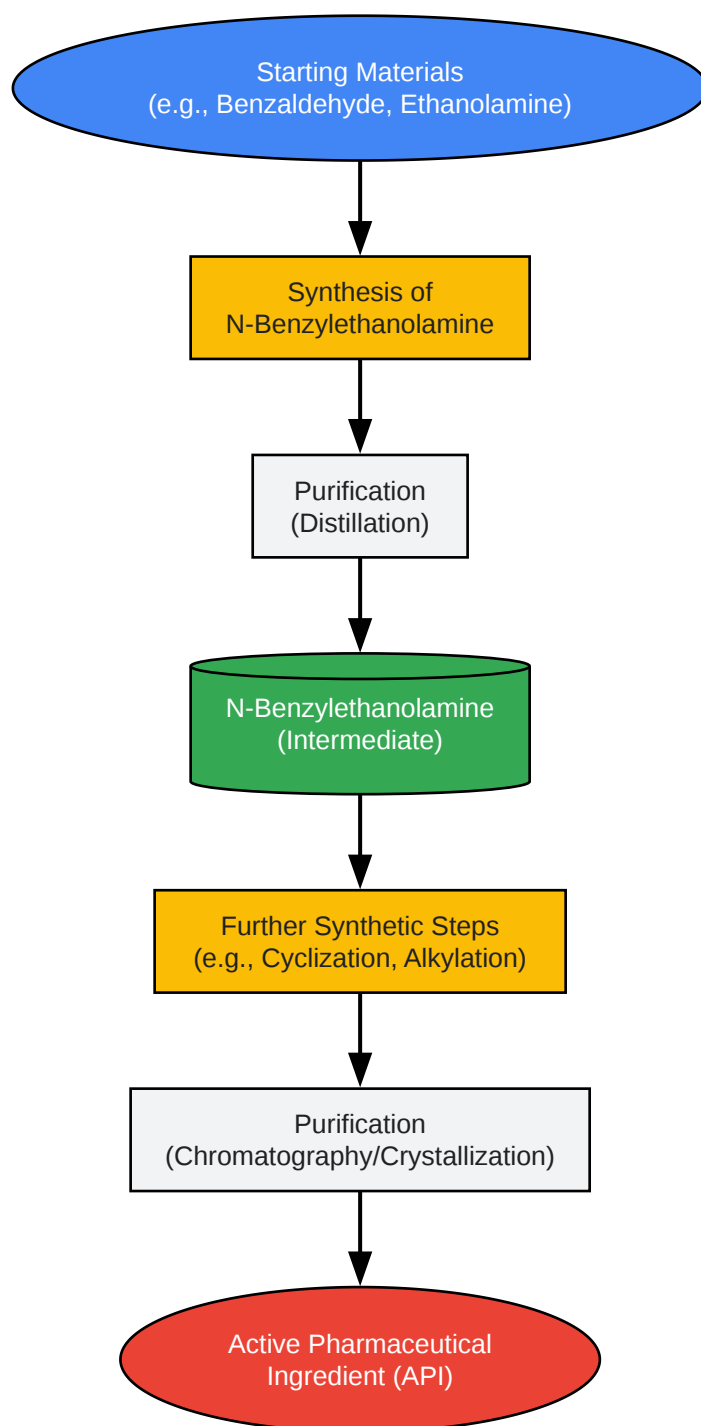 Starting Materials
(e.g., Benzaldehyde, Ethanolamine)
Synthesis of
N-Benzylethanolamine
Purification
(Distillation)
N-Benzylethanolamine
(Intermediate)
Further Synthetic Steps
(e.g., Cyclization, Alkylation)
Purification
(Chromatography/Crystallization)
Active Pharmaceutical
Ingredient (API)